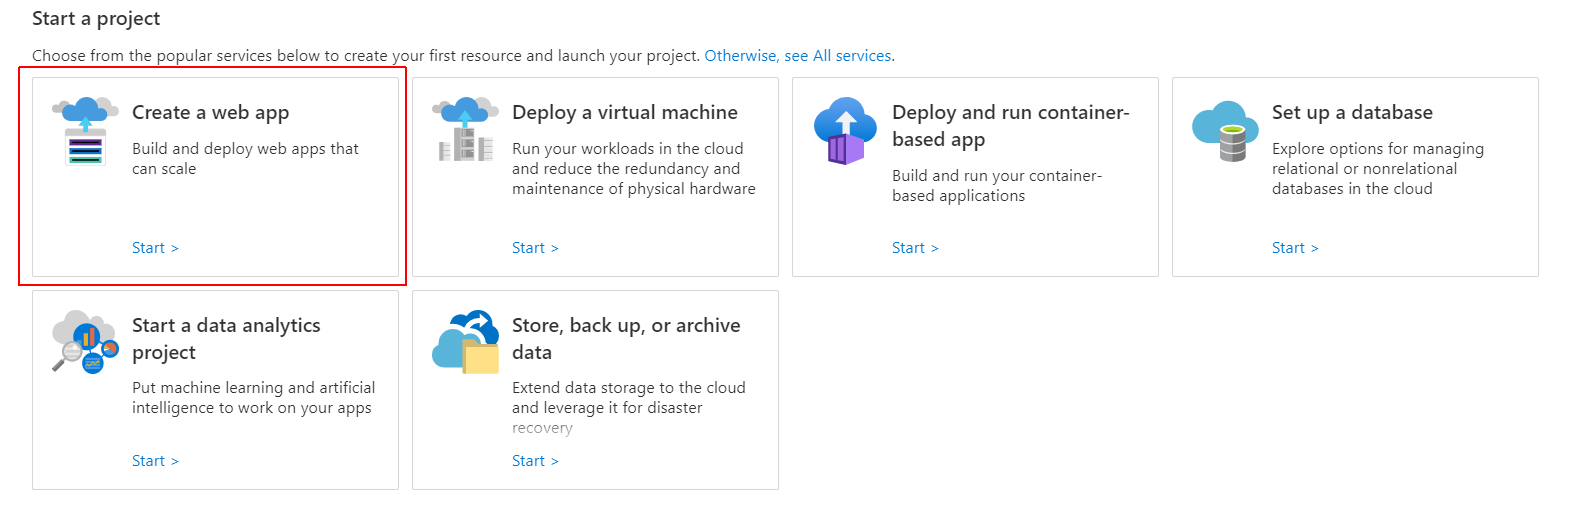 Start a project
Choose from the popular services below to create your first resource and launch your project. Otherwise, see All services.
Create a web app
Build and deploy web apps that
can scale
Start >
Deploy a virtual machine
Run your workloads in the cloud
and reduce the redundancy and
maintenance of physical hardware
Start >
Deploy and run container-
based app
Build and run your container-
based applications
Start >
Set up a database
Explore options for managing
relational or nonrelational
databases in the cloud
Start >
Start a data analytics
project
Put machine learning and artificial
intelligence to work on your apps
Start >
Store, back up, or archive
data
Extend data storage to the cloud
and leverage it for disaster
recovery
Start >